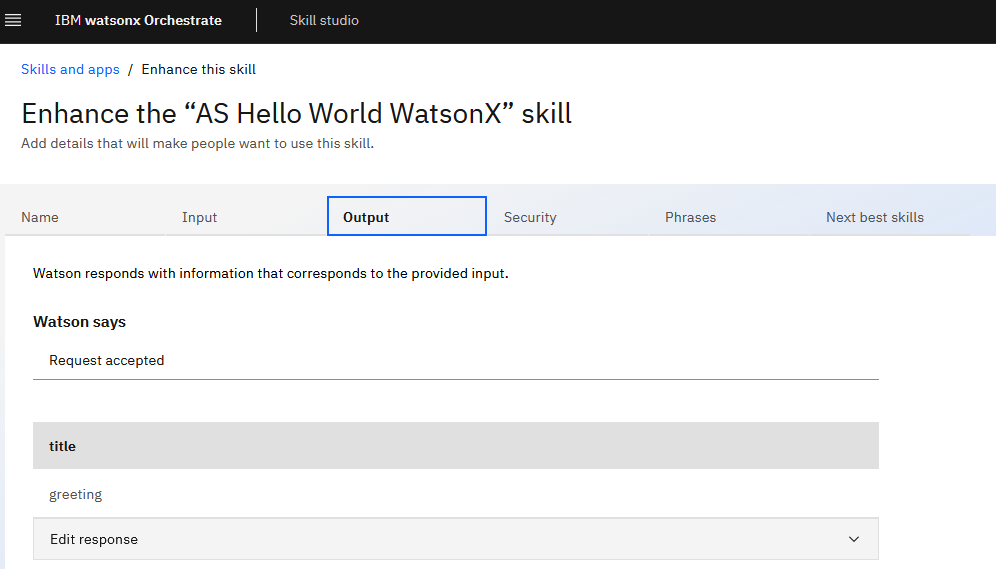 IBM watsonx Orchestrate Skill studio
Skills and apps / Enhance this skill
Enhance the “AS Hello World WatsonX” skill
Add details that will make people want to use this skill.
Name Input Output Security Phrases Next best skills
Watson responds with information that corresponds to the provided input.
Watson says
Request accepted
title
greeting
Edit response